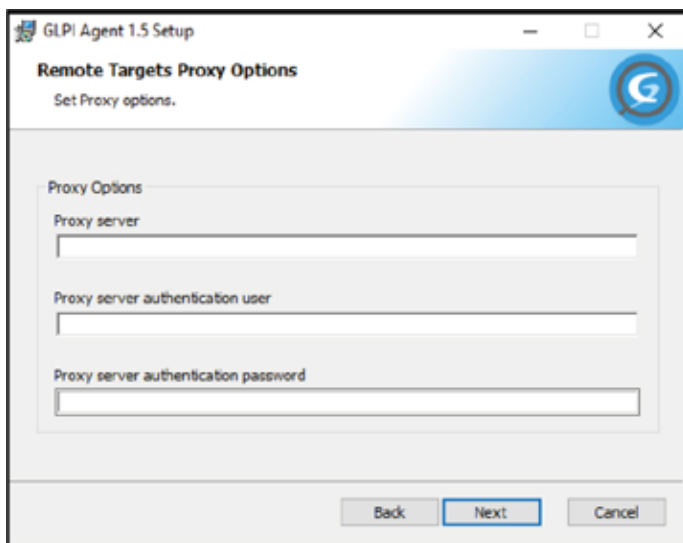 GLPI Agent 1.5 Setup
Remote Targets Proxy Options
Set Proxy options.
Proxy Options
Proxy server
Proxy server authentication user
Proxy server authentication password
Back Next Cancel